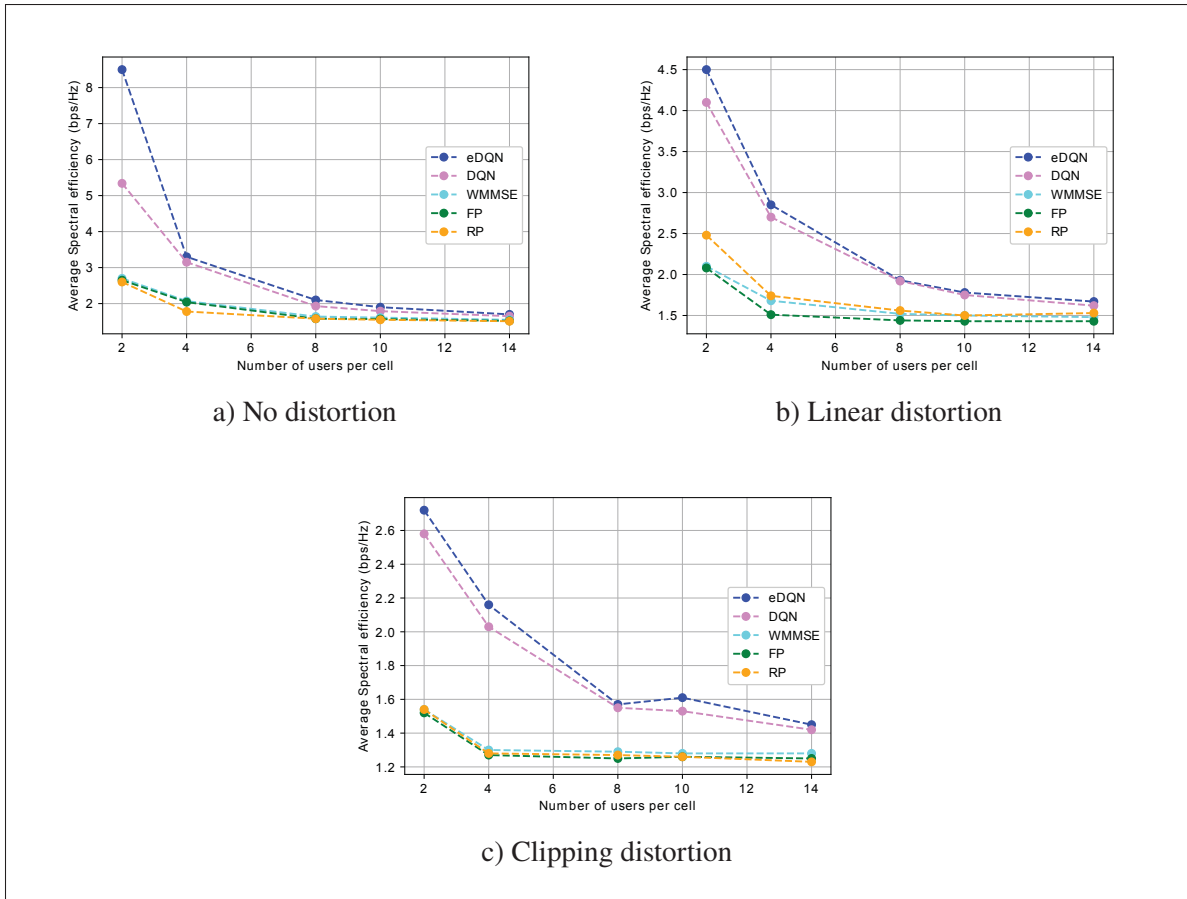 Average Spectral efficiency (bps/Hz)
8
7
6
5
4
3
2
eDQN
DQN
WMMSE
FP
RP
2 4 6 8 10 12 14
Number of users per cell
a) No distortion
Average Spectral efficiency (bps/Hz)
4.5
4.0
3.5
3.0
2.5
2.0
1.5
eDQN
DQN
WMMSE
FP
RP
2 4 6 8 10 12 14
Number of users per cell
b) Linear distortion
Average Spectral efficiency (bps/Hz)
2.6
2.4
2.2
2.0
1.8
1.6
1.4
1.2
eDQN
DQN
WMMSE
FP
RP
2 4 6 8 10 12 14
Number of users per cell
c) Clipping distortion